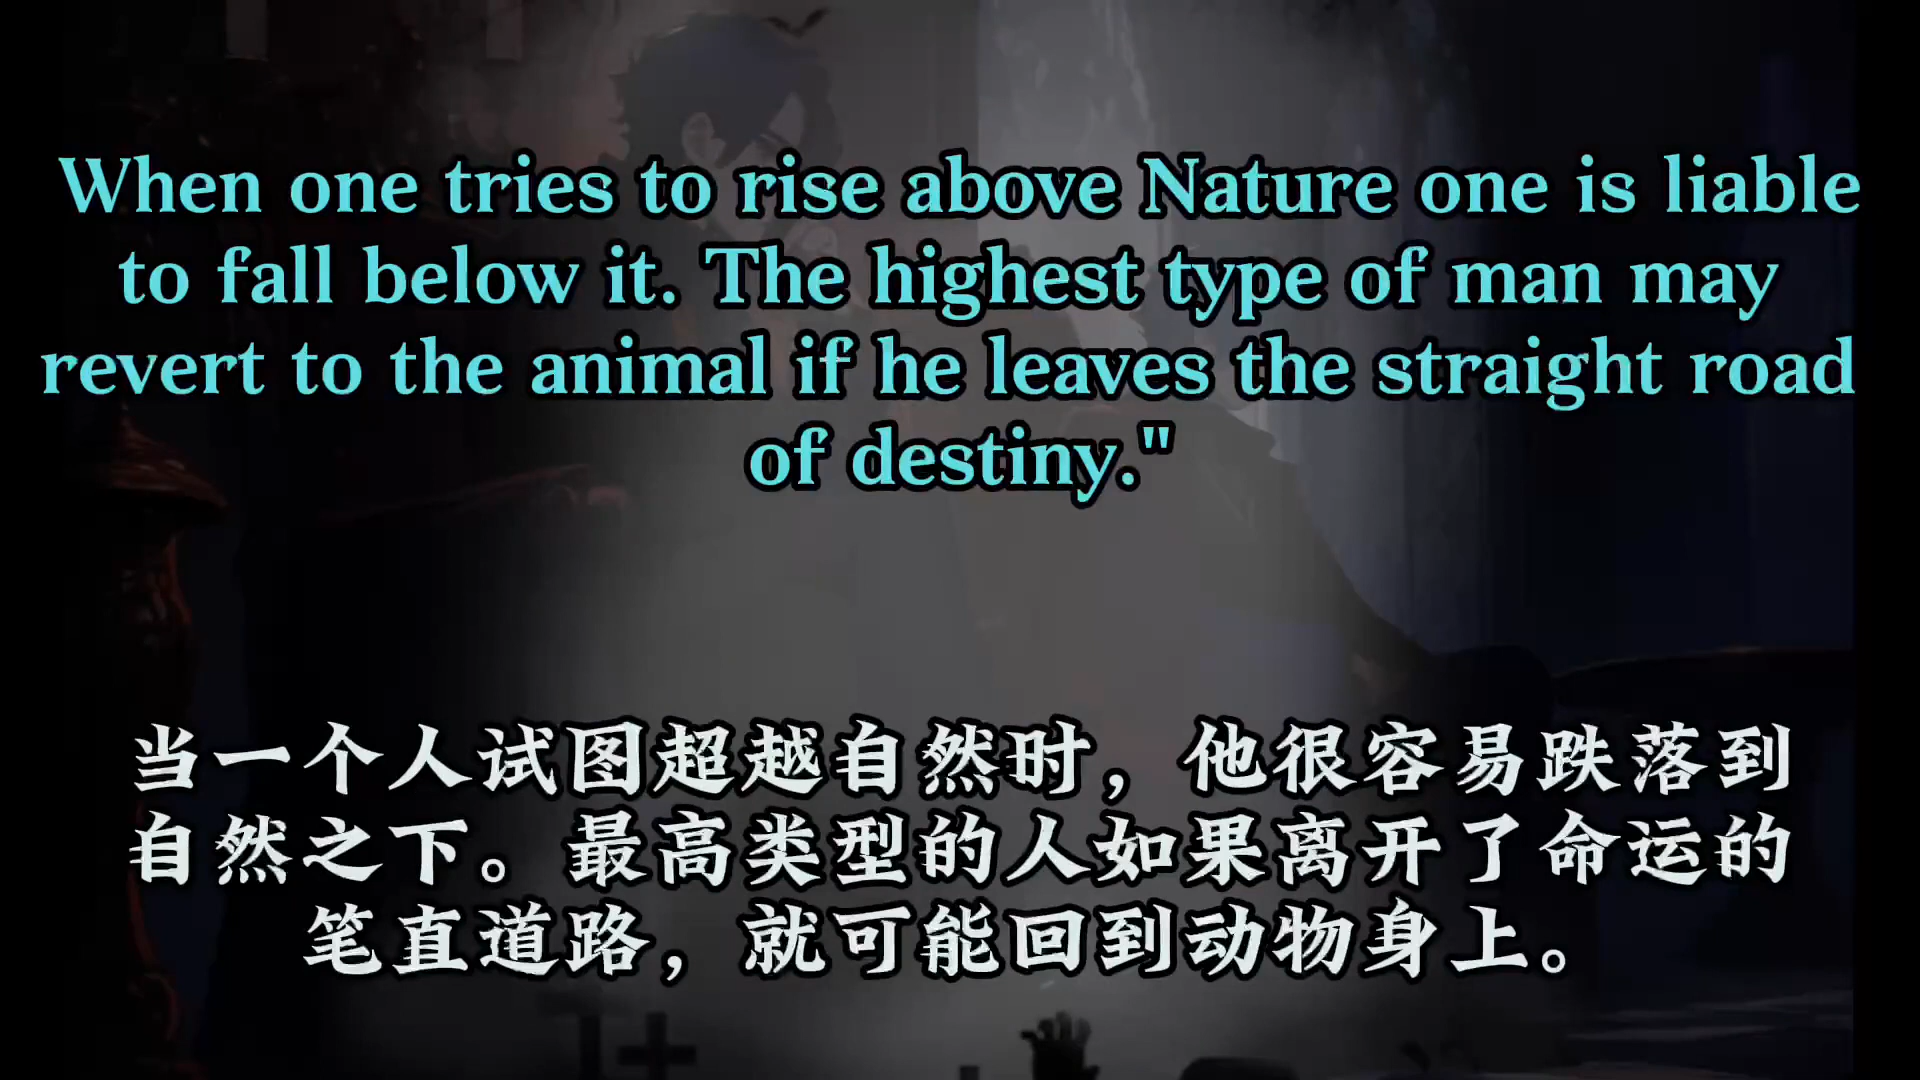 When one tries to rise above Nature one is liable
to fall below it. The highest type of man may
revert to the animal if he leaves the straight road
of destiny."
当一个人试图超越自然时，他很容易跌落到
自然之下。最高类型的人如果离开了命运的
笔直道路，就可能回到动物身上。